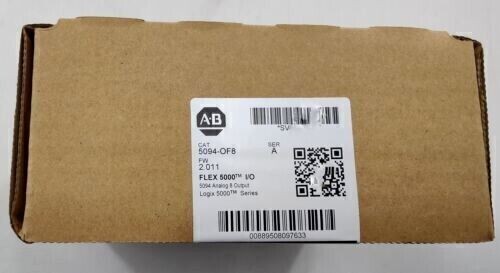 A-B
*SV
CAT SER
5094-OF8 A
FW
2.011
FLEX 5000™ I/O
5094 Analog 8 Output
Logix 5000™ Series
00889508097633